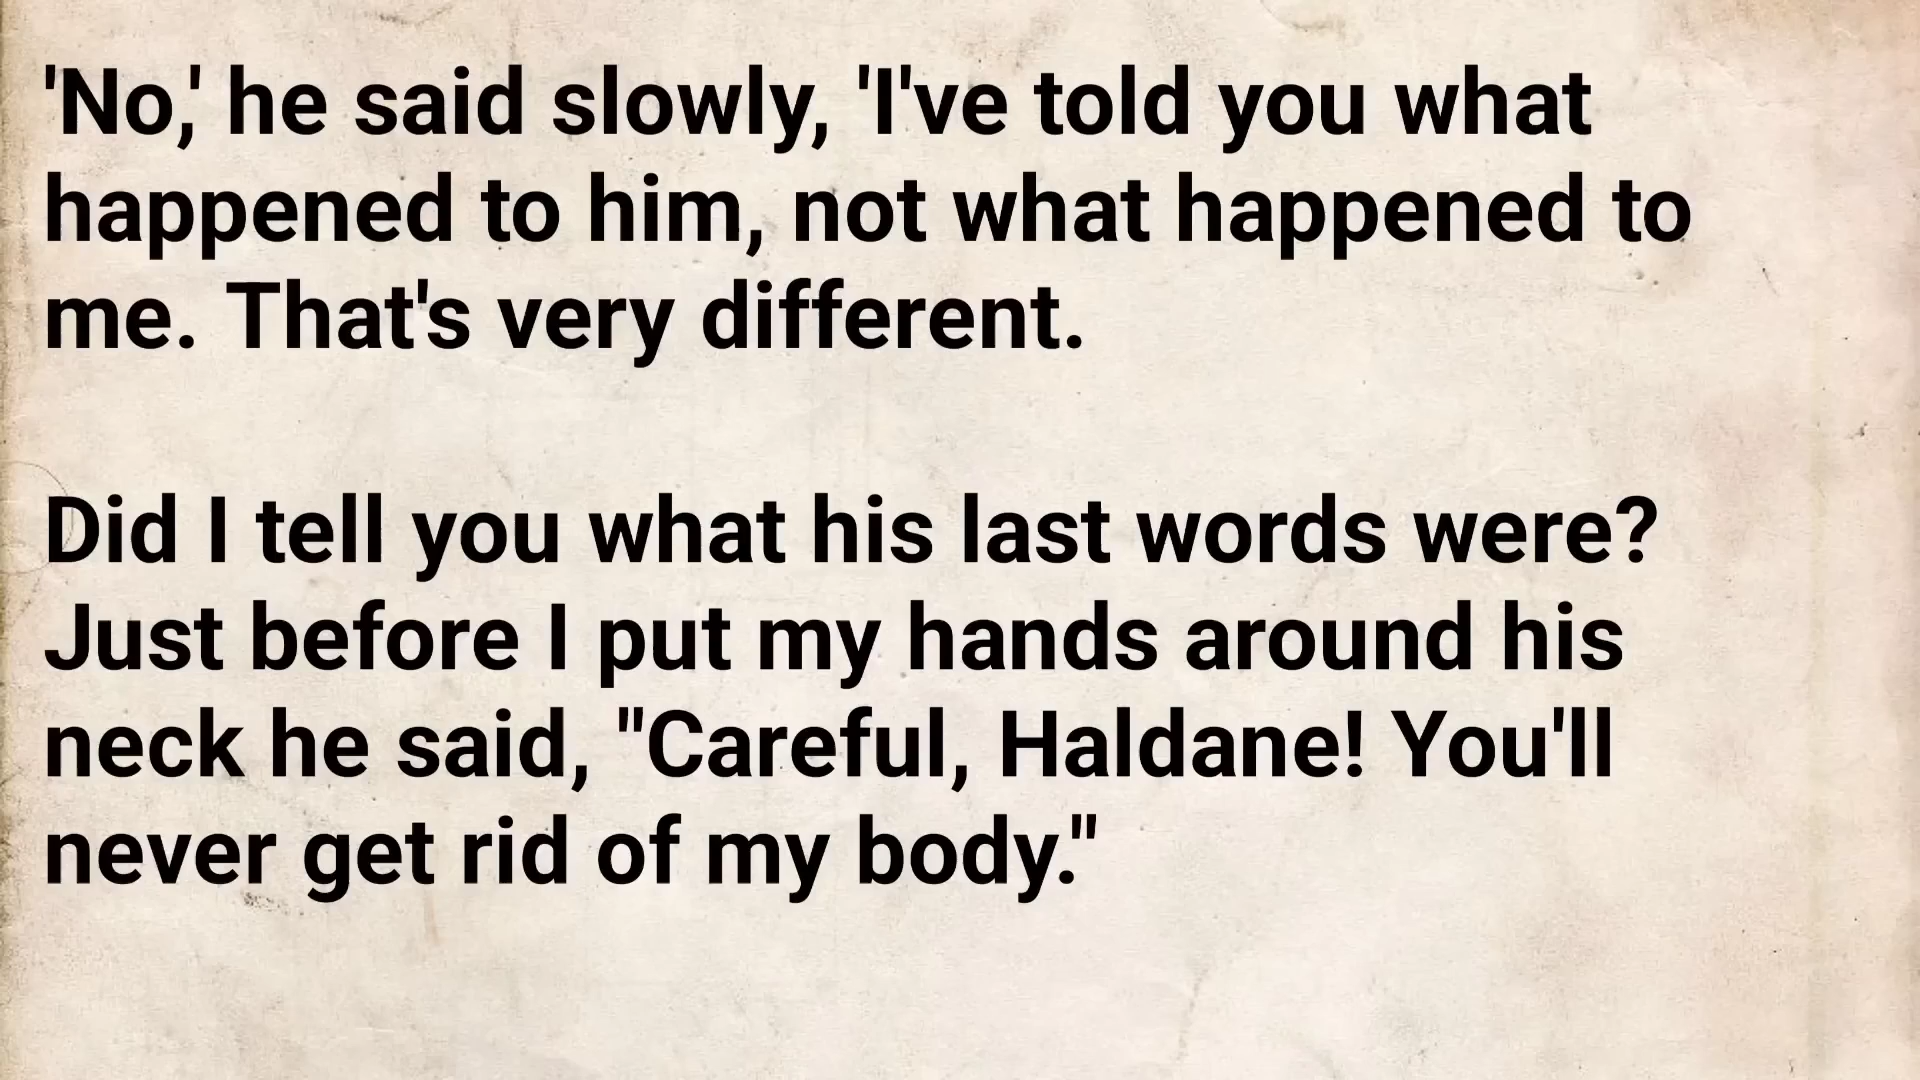 'No,' he said slowly, 'I've told you what
happened to him, not what happened to
me. That's very different.
Did I tell you what his last words were?
Just before I put my hands around his
neck he said, "Careful, Haldane! You'll
never get rid of my body."